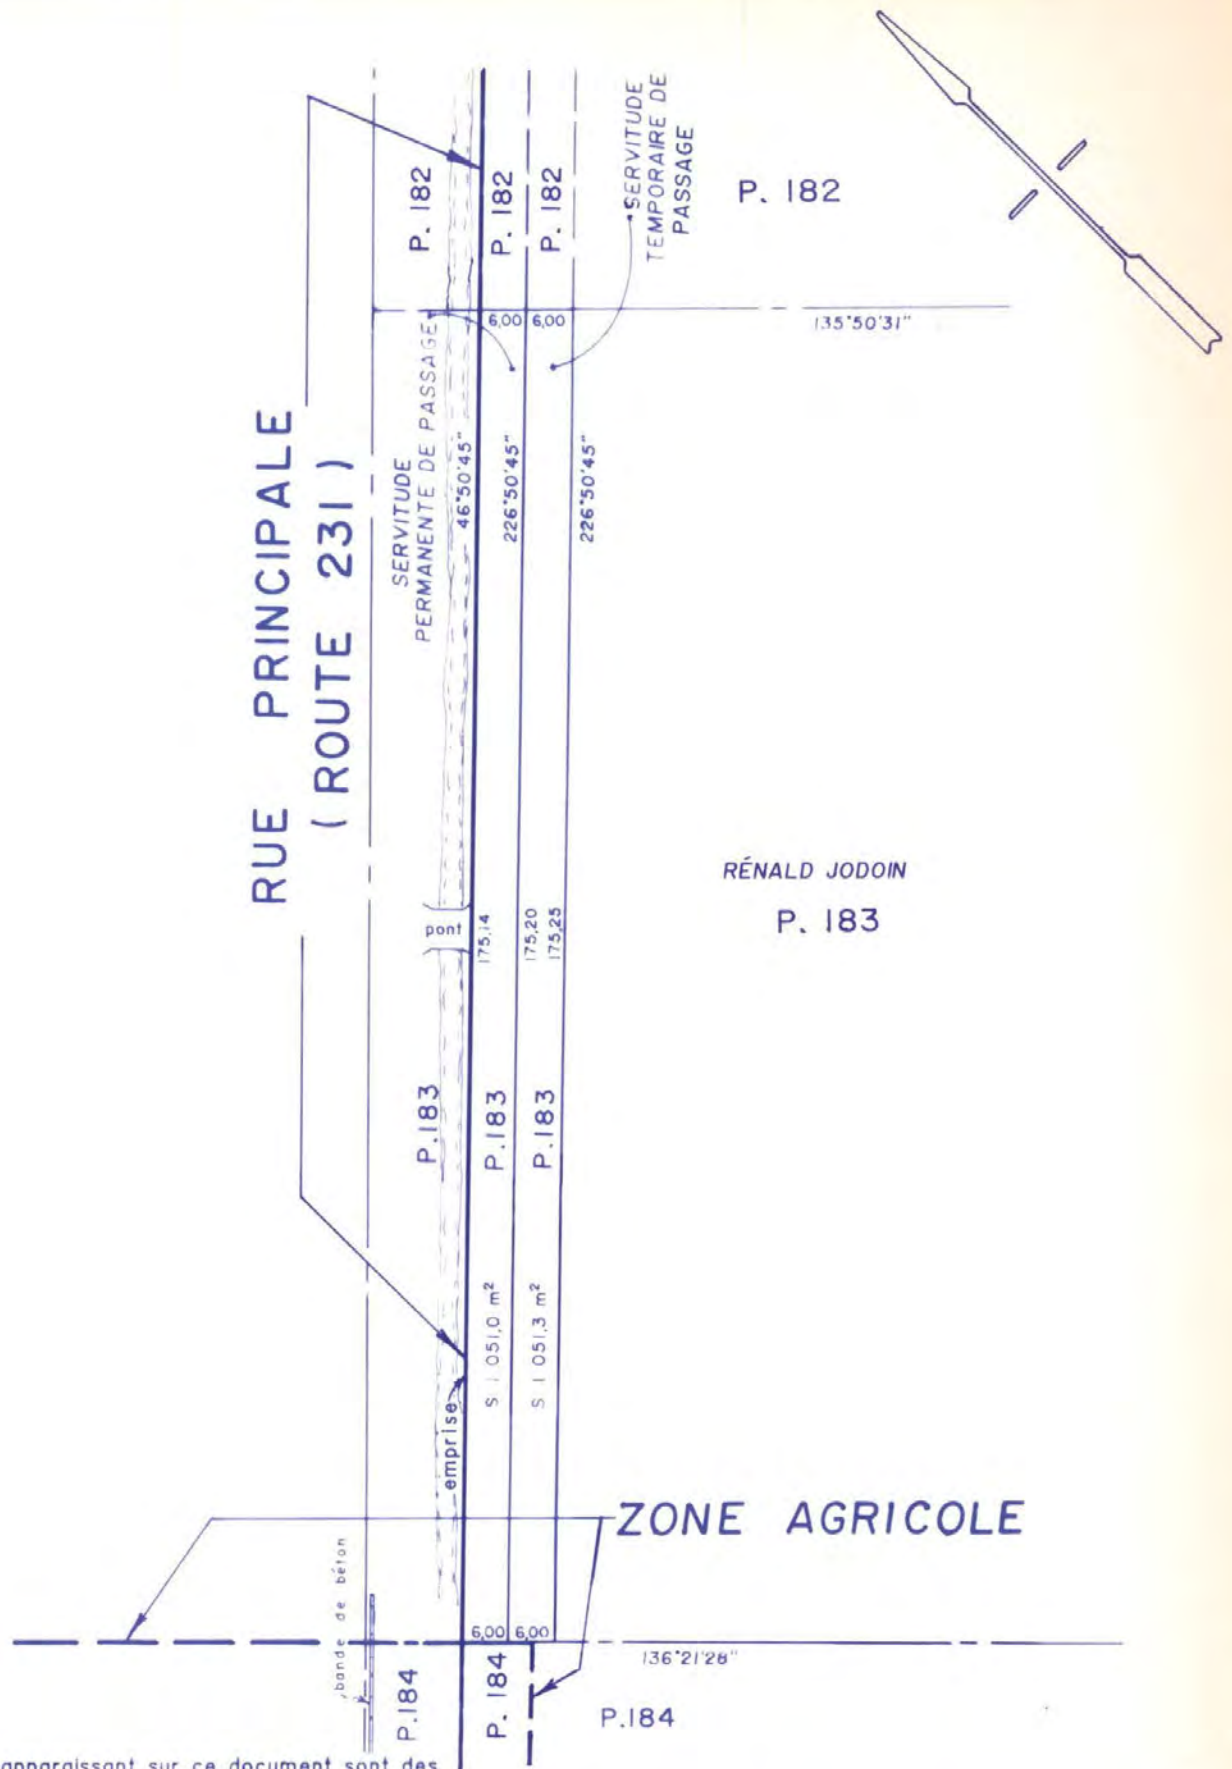 SERVITUDE
TEMPORAIRE DE
PASSAGE
P. 182
P. 182
P. 182
P. 182
6,00
6,00
135°50'31"
RUE PRINCIPALE
(ROUTE 231)
SERVITUDE
PERMANENTE DE PASSAGE
46°50'45"
226°50'45"
226°50'45"
RÉNALD JODOIN
P. 183
pont
175,14
175,20
175,25
P.183
P.183
P.183
S 1 051,0 m²
S 1 051,3 m²
emprise
ZONE AGRICOLE
bande de béton
6,00
6,00
136°21'28"
P.184
P. 184
P.184
apparaissant sur ce document sont des